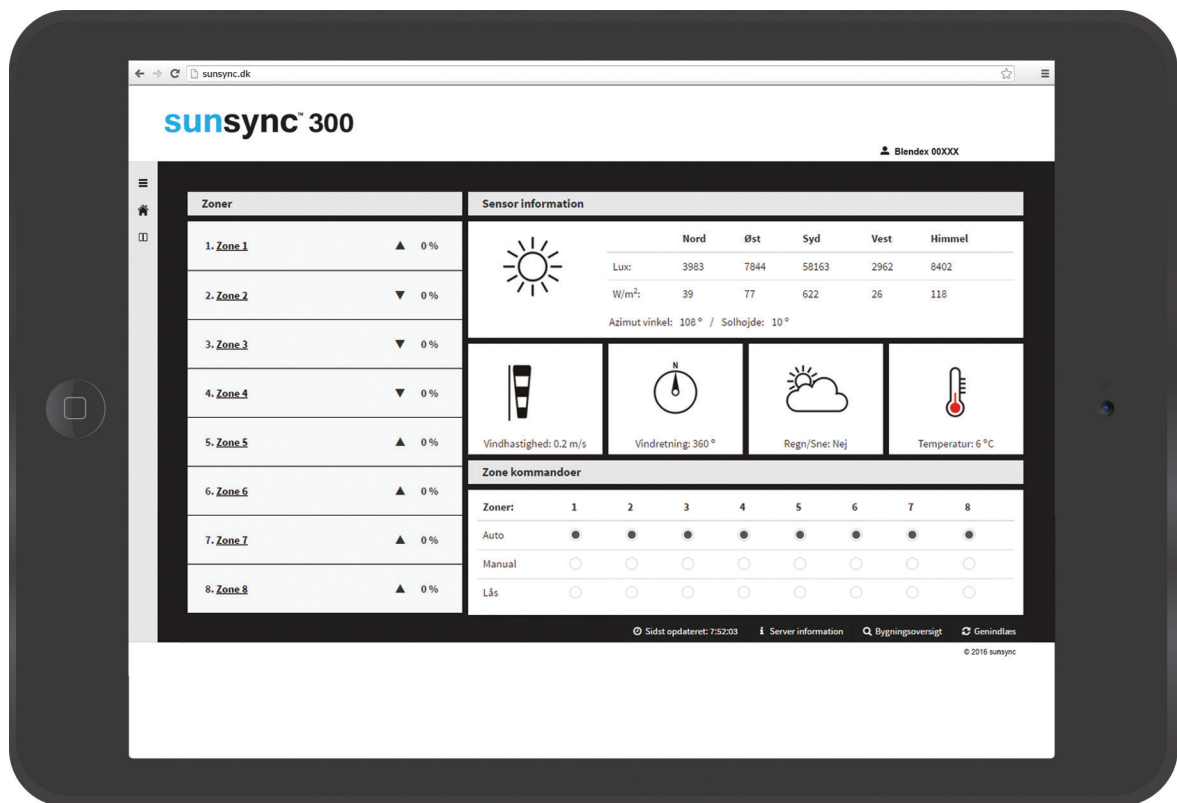 sunsync.dk
sunsync™ 300
Blendex 00XXX
Zoner
1. Zone 1 ▲ 0 %
2. Zone 2 ▼ 0 %
3. Zone 3 ▼ 0 %
4. Zone 4 ▼ 0 %
5. Zone 5 ▲ 0 %
6. Zone 6 ▲ 0 %
7. Zone 7 ▲ 0 %
8. Zone 8 ▲ 0 %
Sensor information
Nord Øst Syd Vest Himmel
Lux: 3983 7844 58163 2962 8402
W/m²: 39 77 622 26 118
Azimut vinkel: 108 º / Solhøjde: 10 º
N
Vindhastighed: 0.2 m/s
Vindretning: 360 º
Regn/Sne: Nej
Temperatur: 6 ºC
Zone kommandoer
Zoner: 1 2 3 4 5 6 7 8
Auto
Manual
Lås
Sidst opdateret: 7:52:03 i Server information Bygningsoversigt Genindlæs
© 2016 sunsync